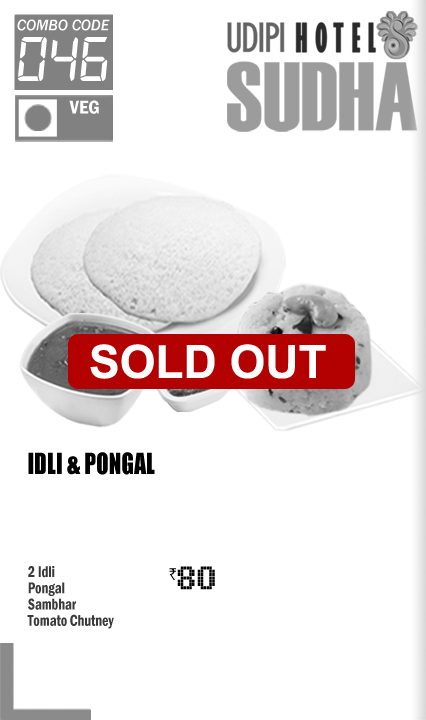 COMBO CODE
046
VEG
UDIPI HOTEL
SUDHA
SOLD OUT
IDLI & PONGAL
2 Idli
Pongal
Sambhar
Tomato Chutney
₹80